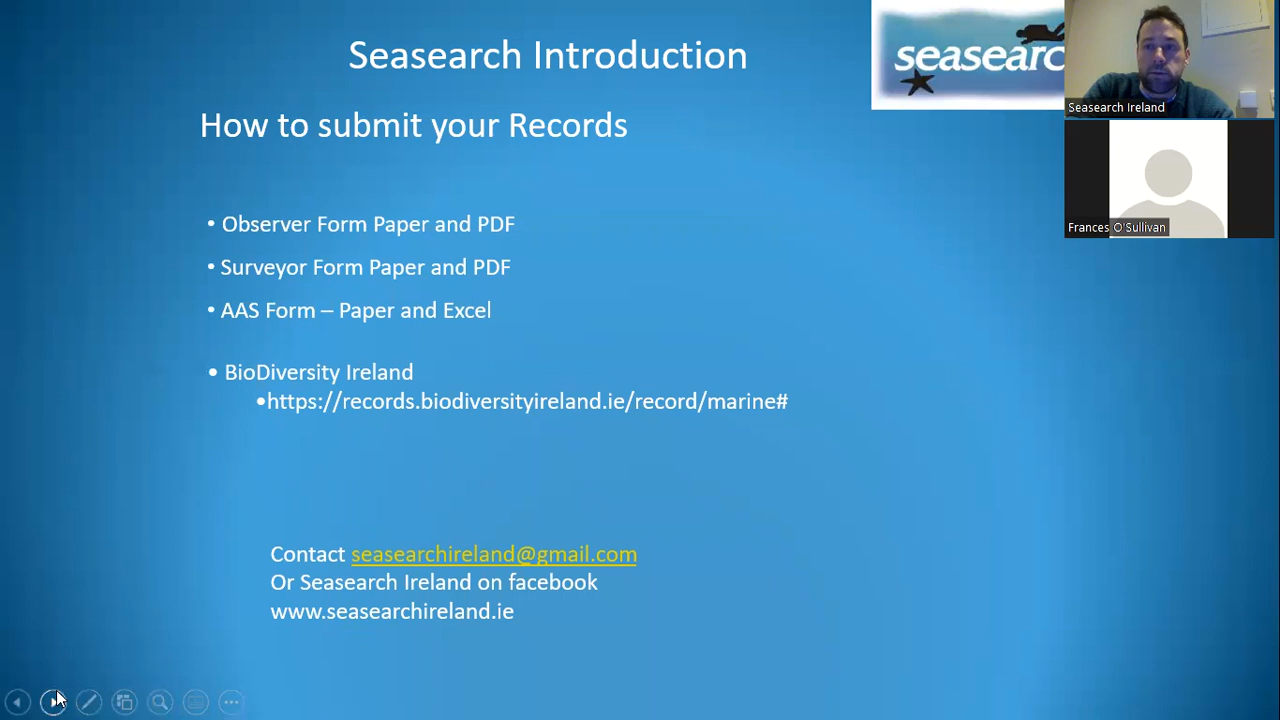 Seasearch Introduction
seasearc
Seasearch Ireland
How to submit your Records
Frances O'Sullivan
• Observer Form Paper and PDF
• Surveyor Form Paper and PDF
• AAS Form – Paper and Excel
• BioDiversity Ireland
•https://records.biodiversityireland.ie/record/marine#
Contact seasearchireland@gmail.com
Or Seasearch Ireland on facebook
www.seasearchireland.ie